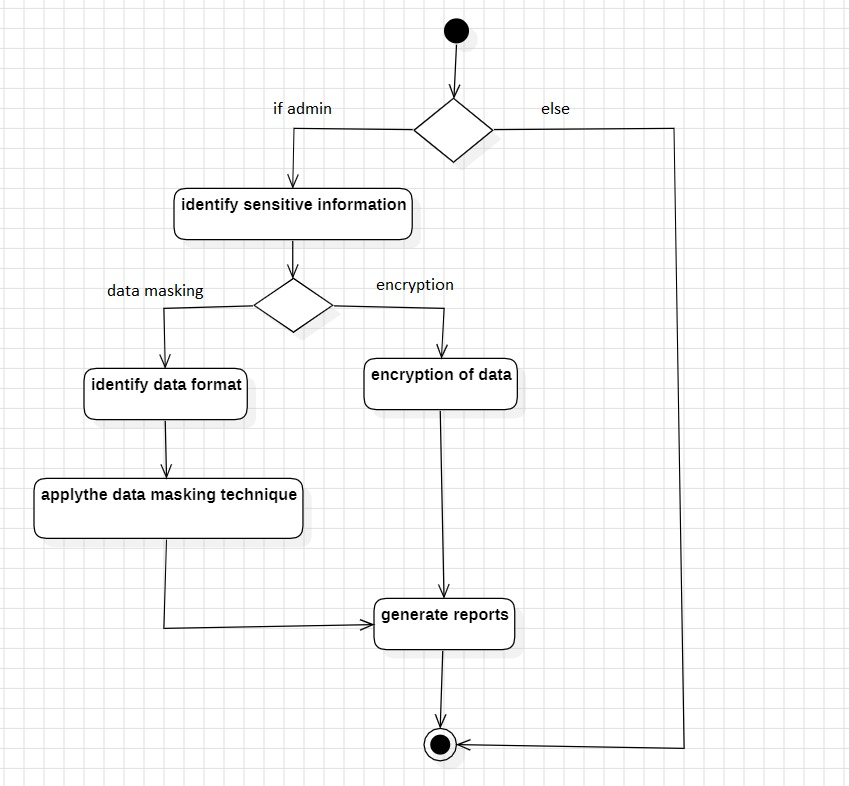 if admin
else
identify sensitive information
data masking
encryption
identify data format
encryption of data
applythe data masking technique
generate reports